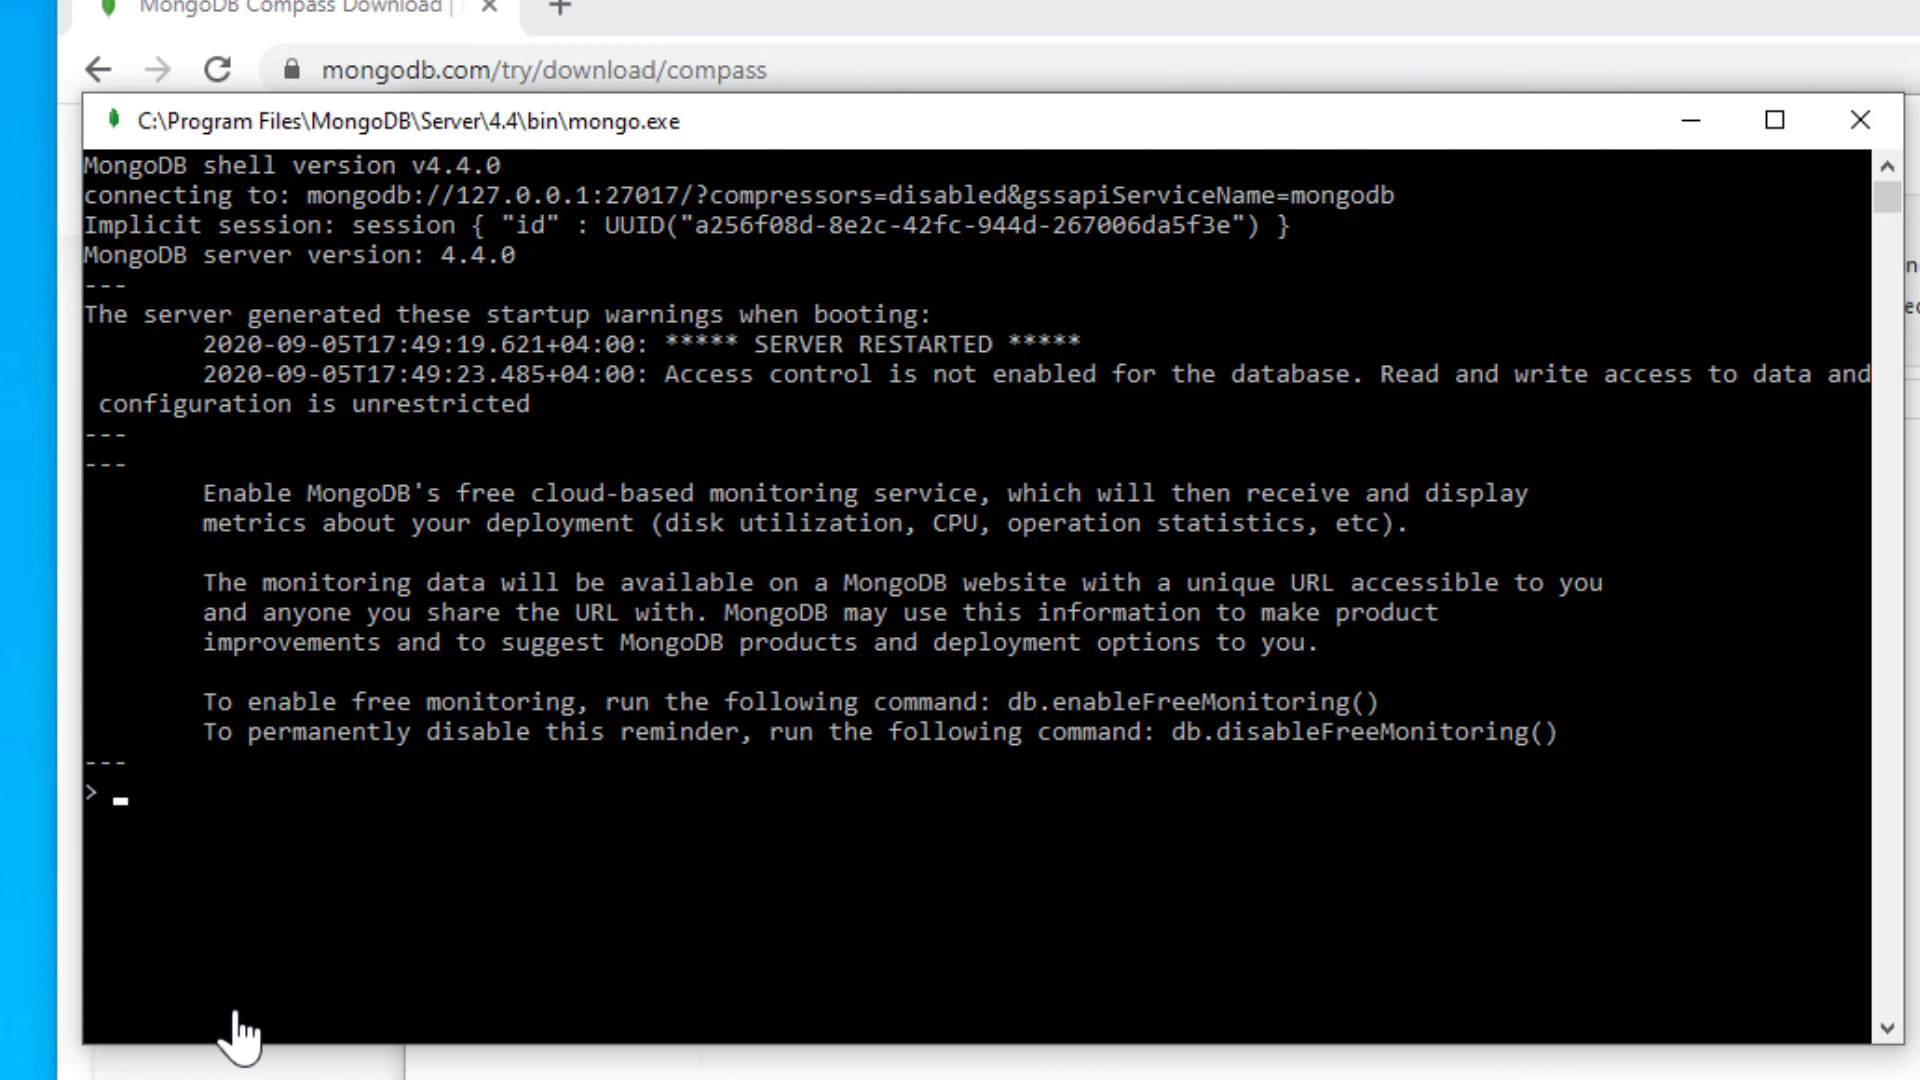 MongoDB Compass Download |
mongodb.com/try/download/compass
C:\Program Files\MongoDB\Server\4.4\bin\mongo.exe
MongoDB shell version v4.4.0
connecting to: mongodb://127.0.0.1:27017/?compressors=disabled&gssapiServiceName=mongodb
Implicit session: session { "id" : UUID("a256f08d-8e2c-42fc-944d-267006da5f3e") }
MongoDB server version: 4.4.0
---
The server generated these startup warnings when booting:
2020-09-05T17:49:19.621+04:00: ***** SERVER RESTARTED *****
2020-09-05T17:49:23.485+04:00: Access control is not enabled for the database. Read and write access to data and
configuration is unrestricted
---
---
Enable MongoDB's free cloud-based monitoring service, which will then receive and display
metrics about your deployment (disk utilization, CPU, operation statistics, etc).
The monitoring data will be available on a MongoDB website with a unique URL accessible to you
and anyone you share the URL with. MongoDB may use this information to make product
improvements and to suggest MongoDB products and deployment options to you.
To enable free monitoring, run the following command: db.enableFreeMonitoring()
To permanently disable this reminder, run the following command: db.disableFreeMonitoring()
---
>